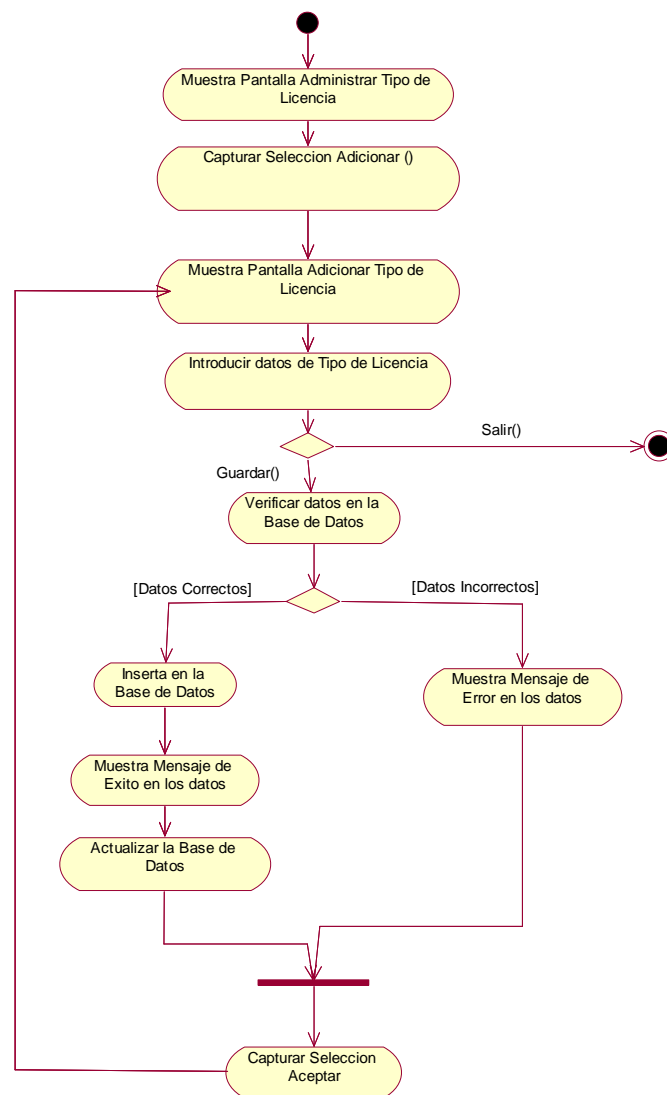 Muestra Pantalla Administrar Tipo de
Licencia
Capturar Seleccion Adicionar ()
Muestra Pantalla Adicionar Tipo de
Licencia
Introducir datos de Tipo de Licencia
Salir()
Guardar()
Verificar datos en la
Base de Datos
[Datos Correctos]
[Datos Incorrectos]
Inserta en la
Base de Datos
Muestra Mensaje de
Error en los datos
Muestra Mensaje de
Exito en los datos
Actualizar la Base de
Datos
Capturar Seleccion
Aceptar